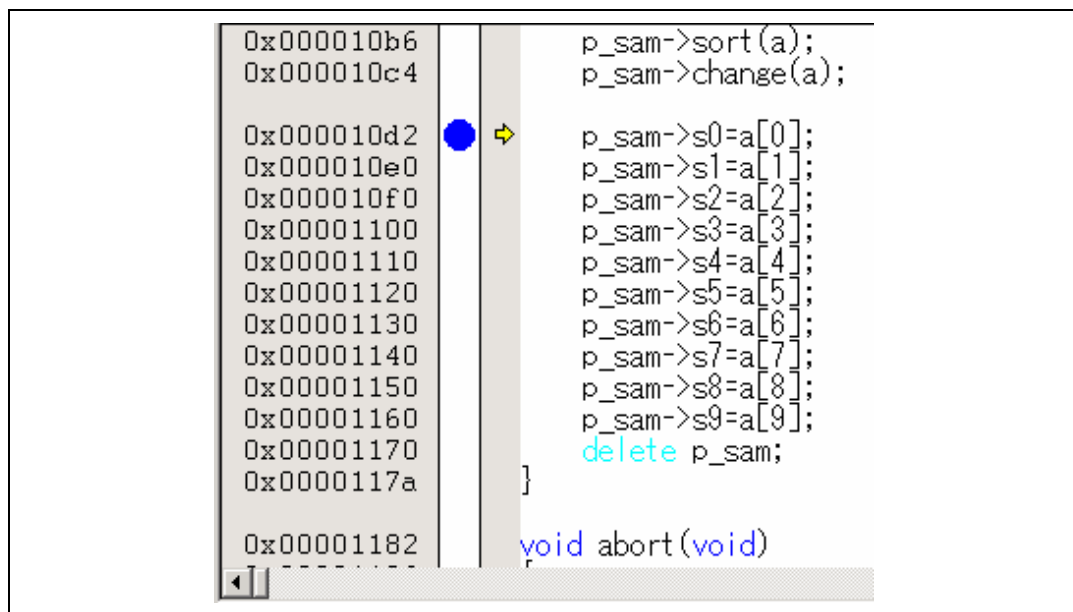 0x000010b6 p_sam->sort(a);
0x000010c4 p_sam->change(a);
0x000010d2 p_sam->s0=a[0];
0x000010e0 p_sam->s1=a[1];
0x000010f0 p_sam->s2=a[2];
0x00001100 p_sam->s3=a[3];
0x00001110 p_sam->s4=a[4];
0x00001120 p_sam->s5=a[5];
0x00001130 p_sam->s6=a[6];
0x00001140 p_sam->s7=a[7];
0x00001150 p_sam->s8=a[8];
0x00001160 p_sam->s9=a[9];
0x00001170 delete p_sam;
0x0000117a }
0x00001182 void abort(void)